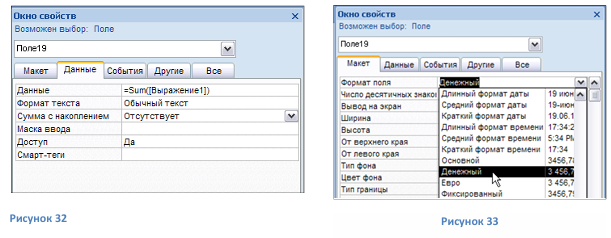 Окно свойств
Возможен выбор: Поле
Поле19
Макет Данные События Другие Все
Данные =Sum([Выражение1])
Формат текста Обычный текст
Сумма с накоплением Отсутствует
Маска ввода
Доступ Да
Смарт-теги
Рисунок 32
Окно свойств
Возможен выбор: Поле
Поле19
Макет Данные События Другие Все
Формат поля Денежный
Число десятичных знаков Длинный формат даты 19 июн
Вывод на экран Средний формат даты 19-июн
Ширина Краткий формат даты 19.06.1
Высота Длинный формат времени 17:34:2
От верхнего края Средний формат времени 5:34 PM
От левого края Краткий формат времени 17:34
Тип фона Основной 3456,78
Цвет фона Денежный 3 456,7
Тип границы Евро 3 456,7
Фиксированный 3456,79
Рисунок 33